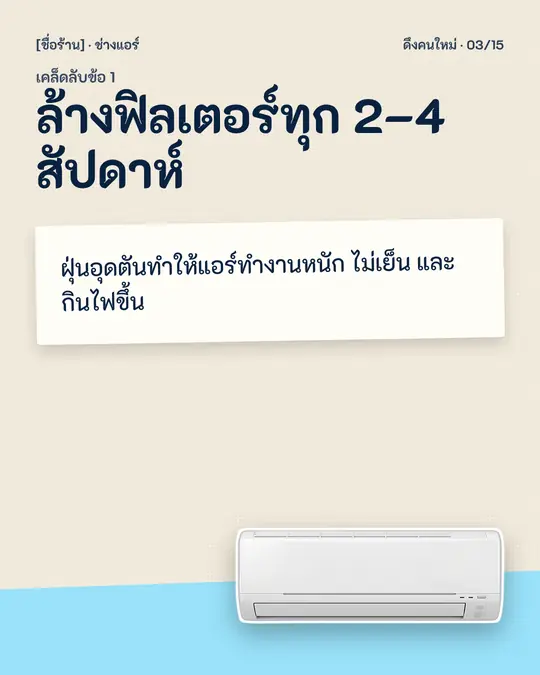 [ชื่อร้าน] · ช่างแอร์
ดึงคนใหม่ · 03/15
เคล็ดลับข้อ 1
ล้างฟิลเตอร์ทุก 2–4
สัปดาห์
ฝุ่นอุดตันทำให้แอร์ทำงานหนัก ไม่เย็น และ
กินไฟขึ้น